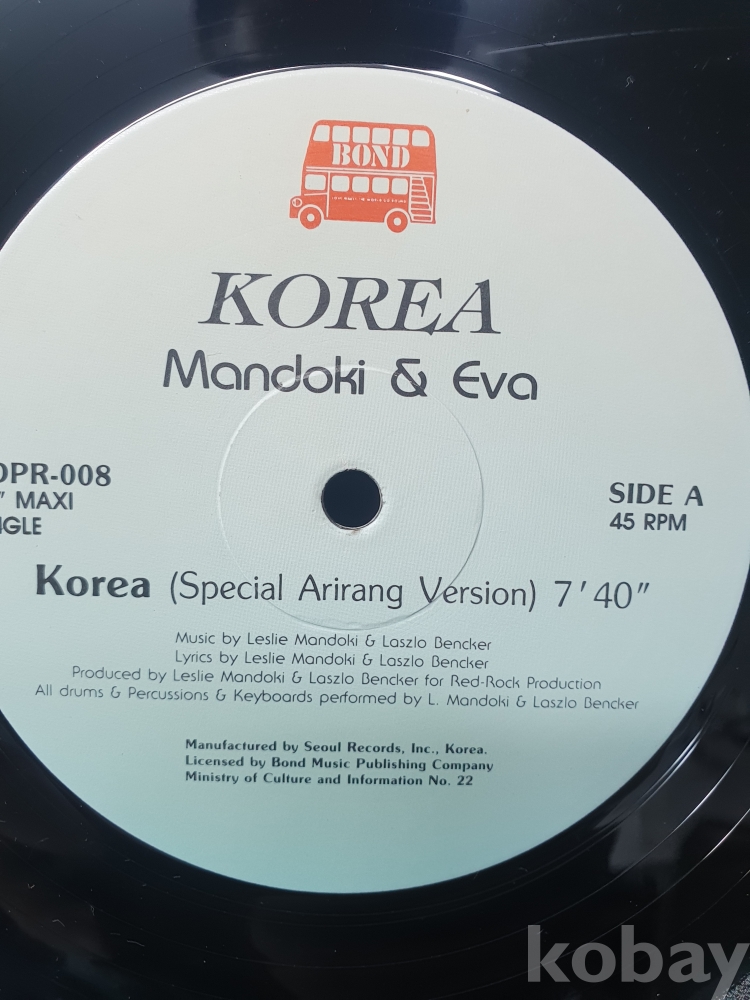 BOND
KOREA
Mandoki & Eva
DPR-008
" MAXI
NGLE
SIDE A
45 RPM
Korea (Special Arirang Version) 7'40"
Music by Leslie Mandoki & Laszlo Bencker
Lyrics by Leslie Mandoki & Laszlo Bencker
Produced by Leslie Mandoki & Laszlo Bencker for Red-Rock Production
All drums & Percussions & Keyboards performed by L. Mandoki & Laszlo Bencker
Manufactured by Seoul Records, Inc., Korea.
Licensed by Bond Music Publishing Company
Ministry of Culture and Information No. 22
kobay